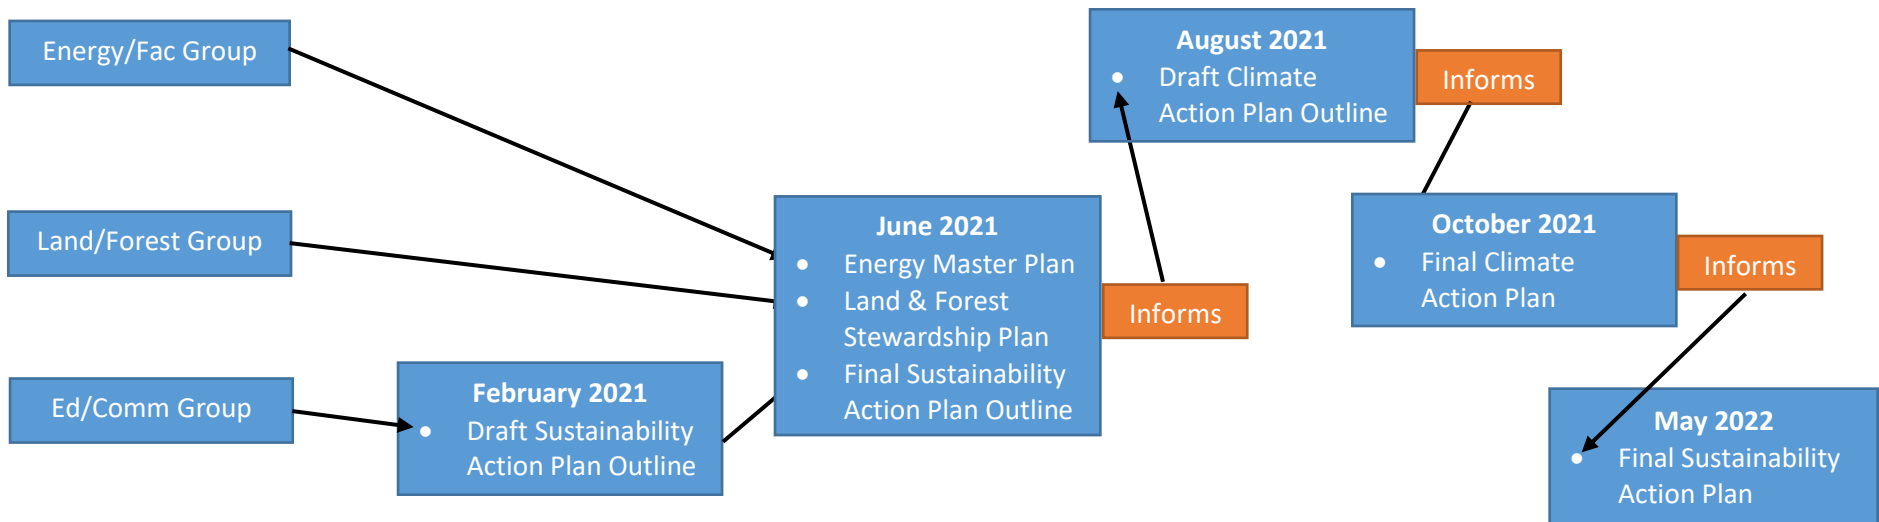 Energy/Fac Group
Land/Forest Group
Ed/Comm Group
February 2021
• Draft Sustainability
Action Plan Outline
June 2021
• Energy Master Plan
• Land & Forest
Stewardship Plan
• Final Sustainability
Action Plan Outline
Informs
August 2021
• Draft Climate
Action Plan Outline
Informs
October 2021
• Final Climate
Action Plan
Informs
May 2022
• Final Sustainability
Action Plan